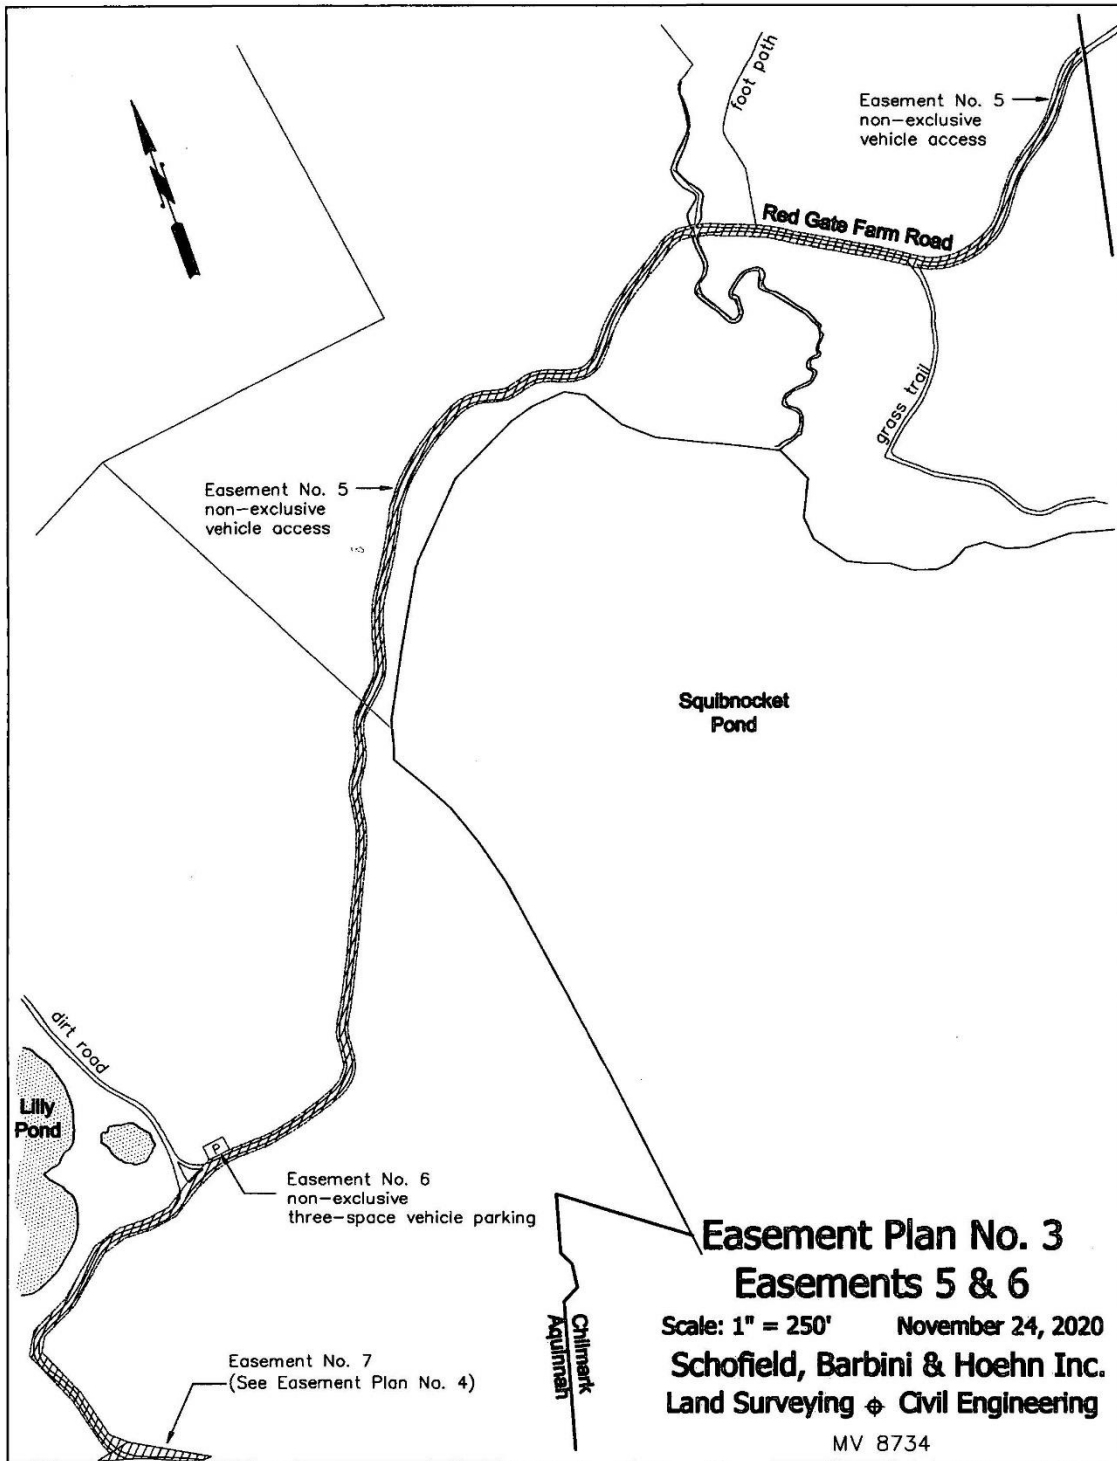 foot path
Easement No. 5
non-exclusive
vehicle access
Red Gate Farm Road
grass trail
Easement No. 5
non-exclusive
vehicle access
Squibnocket
Pond
dirt road
Lilly
Pond
P
Easement No. 6
non-exclusive
three-space vehicle parking
Easement No. 7
(See Easement Plan No. 4)
Chilmark
Aquinnah
Easement Plan No. 3
Easements 5 & 6
Scale: 1" = 250' November 24, 2020
Schofield, Barbini & Hoehn Inc.
Land Surveying Civil Engineering
MV 8734